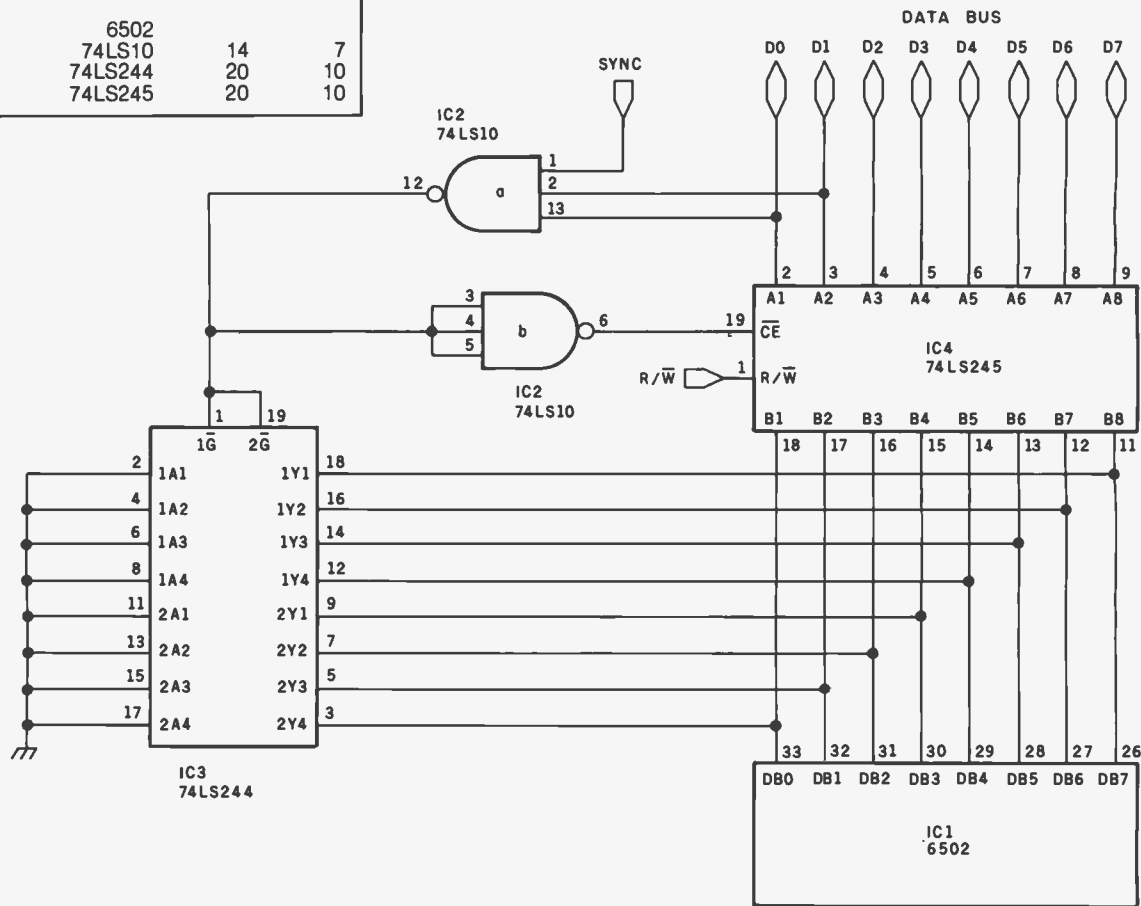 6502
74LS10 14 7
74LS244 20 10
74LS245 20 10
DATA BUS
D0 D1 D2 D3 D4 D5 D6 D7
SYNC
IC2
74LS10
12
a
1
2
13
2 3 4 5 6 7 8 9
A1 A2 A3 A4 A5 A6 A7 A8
3
4
5
b
6
19
C̅E̅
IC4
74LS245
R/W̅
1
R/W̅
IC2
74LS10
B1 B2 B3 B4 B5 B6 B7 B8
18 17 16 15 14 13 12 11
1 19
1G̅ 2G̅
2 1A1 1Y1 18
4 1A2 1Y2 16
6 1A3 1Y3 14
8 1A4 1Y4 12
11 2A1 2Y1 9
13 2A2 2Y2 7
15 2A3 2Y3 5
17 2A4 2Y4 3
IC3
74LS244
33 32 31 30 29 28 27 26
DB0 DB1 DB2 DB3 DB4 DB5 DB6 DB7
IC1
6502